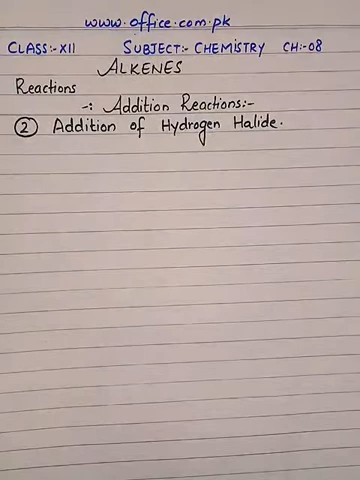 www.office.com.pk
CLASS:-XII SUBJECT:- CHEMISTRY CH:-08
ALKENES
Reactions
-: Addition Reactions:-
② Addition of Hydrogen Halide.